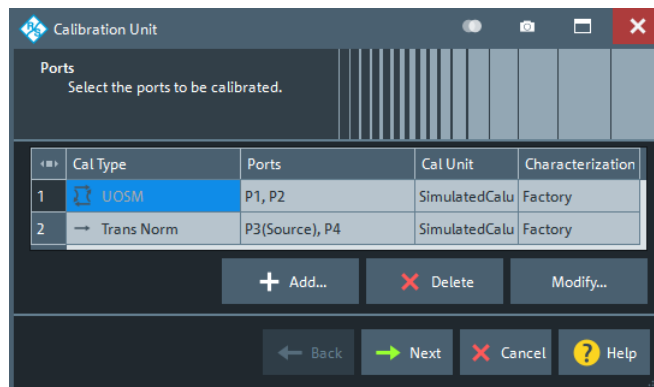 Calibration Unit
Ports
Select the ports to be calibrated.
Cal Type Ports Cal Unit Characterization
1 UOSM P1, P2 SimulatedCalu Factory
2 Trans Norm P3(Source), P4 SimulatedCalu Factory
Add... Delete Modify...
Back Next Cancel ? Help